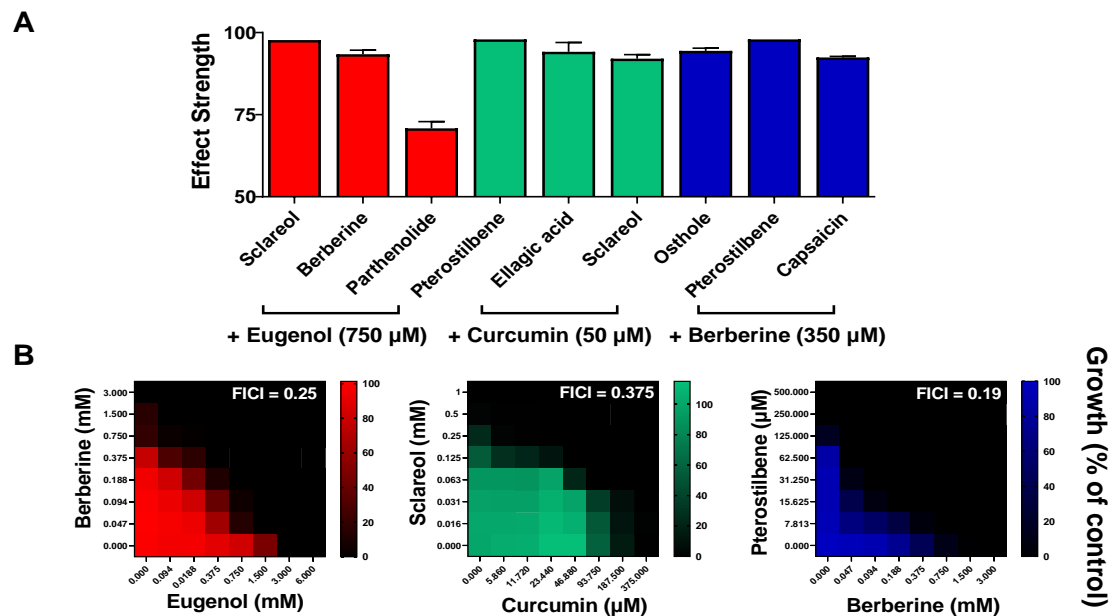 A
Effect Strength
100
75
50
Sclareol
Berberine
Parthenolide
Pterostilbene
Ellagic acid
Sclareol
Osthole
Pterostilbene
Capsaicin
+ Eugenol (750 µM)
+ Curcumin (50 µM)
+ Berberine (350 µM)
B
Berberine (mM)
3.000
1.500
0.750
0.375
0.188
0.094
0.047
0.000
FICI = 0.25
100
80
60
40
20
0
0.000
0.094
0.0188
0.375
0.750
1.500
3.000
6.000
Eugenol (mM)
Sclareol (mM)
1
0.5
0.25
0.125
0.063
0.031
0.016
0.000
FICI = 0.375
100
80
60
40
20
0
0.000
5.860
11.720
23.440
46.880
93.750
187.500
375.000
Curcumin (µM)
Pterostilbene (µM)
500.000
250.000
125.000
62.500
31.250
15.625
7.813
0.000
FICI = 0.19
100
80
60
40
20
0
0.000
0.047
0.094
0.188
0.375
0.750
1.500
3.000
Berberine (mM)
Growth (% of control)